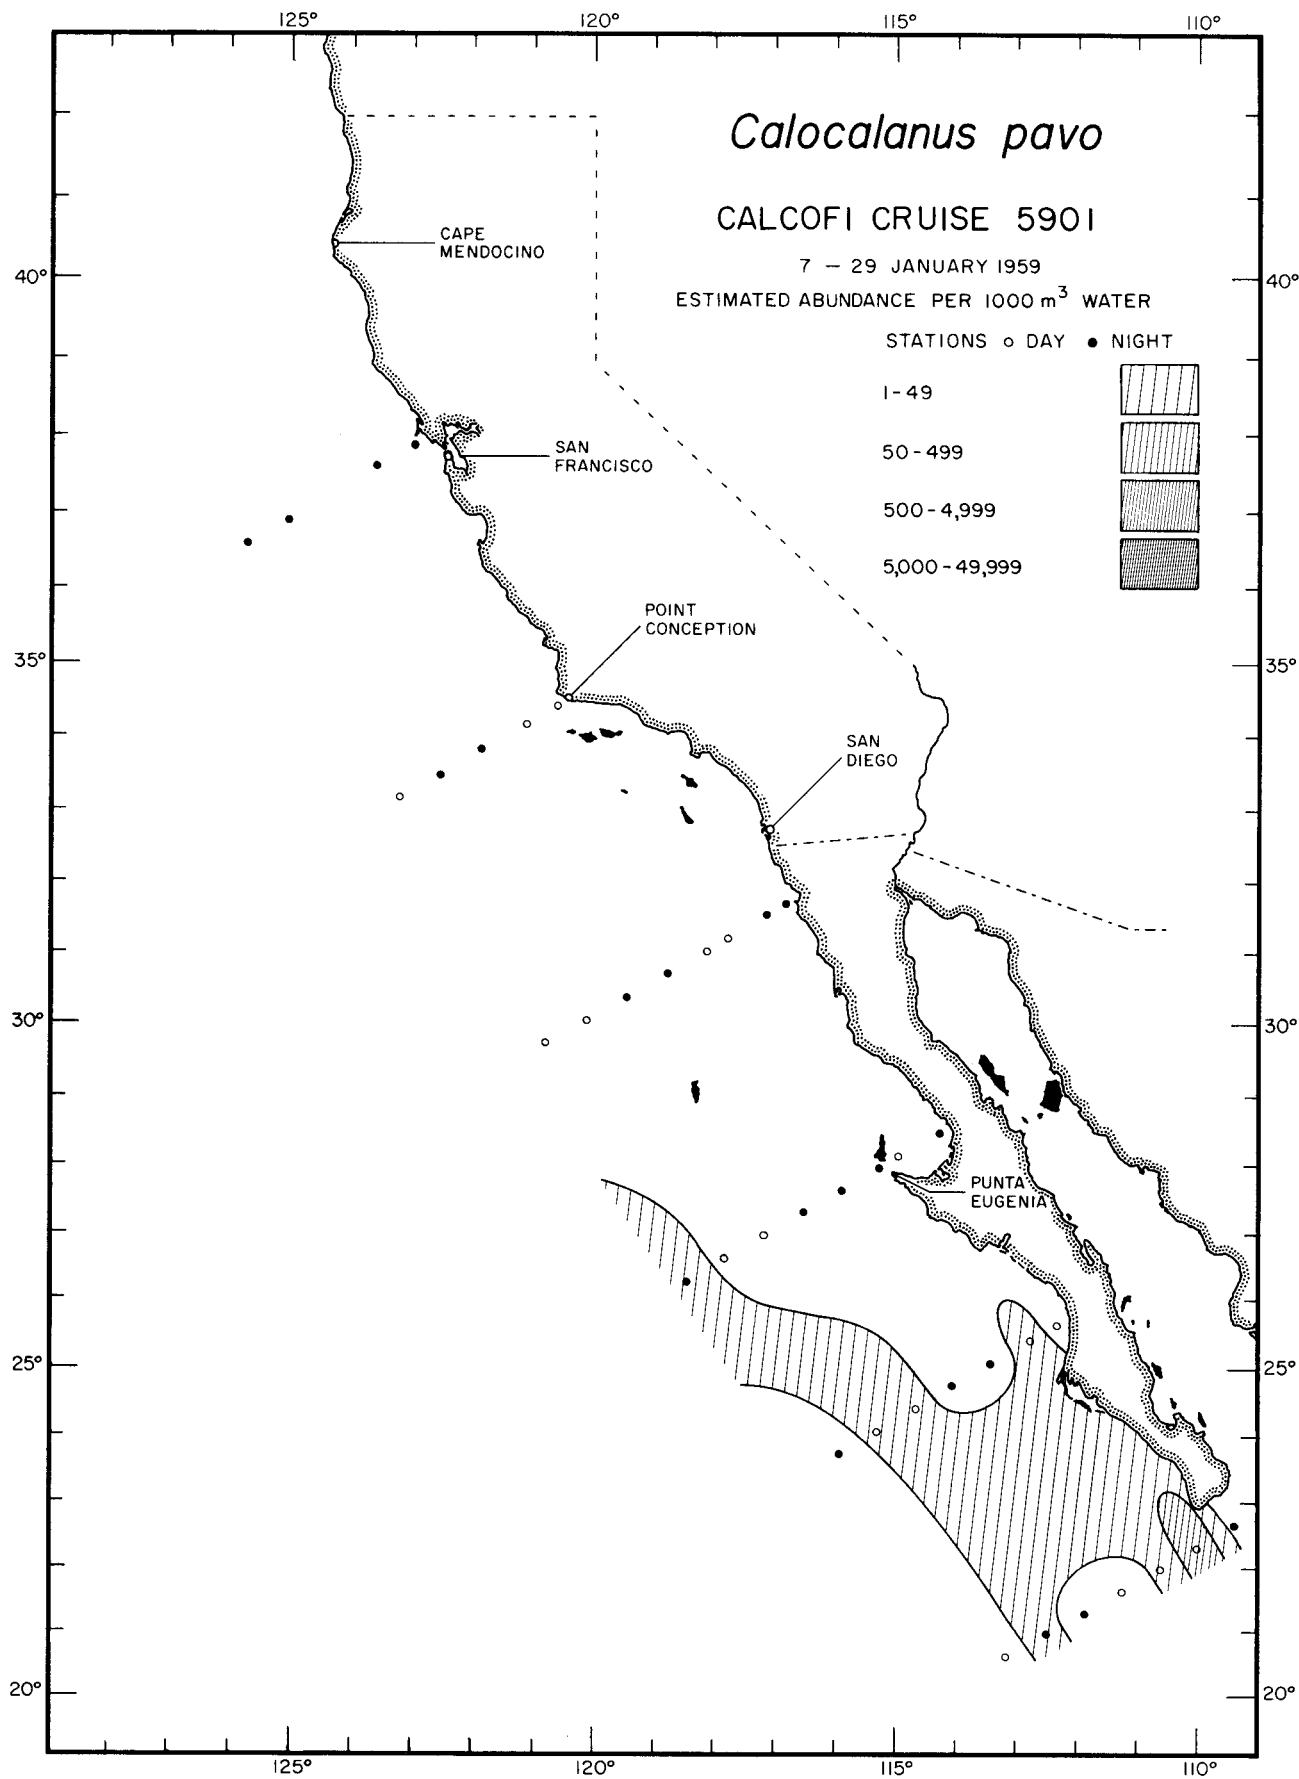 125° 120° 115° 110°
Calocalanus pavo
CALCOFI CRUISE 5901
7 – 29 JANUARY 1959
ESTIMATED ABUNDANCE PER 1000 m³ WATER
STATIONS ○ DAY ● NIGHT
1-49
50-499
500-4,999
5,000-49,999
CAPE
MENDOCINO
40° 40°
SAN
FRANCISCO
POINT
CONCEPTION
35° 35°
SAN
DIEGO
30° 30°
PUNTA
EUGENIA
25° 25°
20° 20°
125° 120° 115° 110°